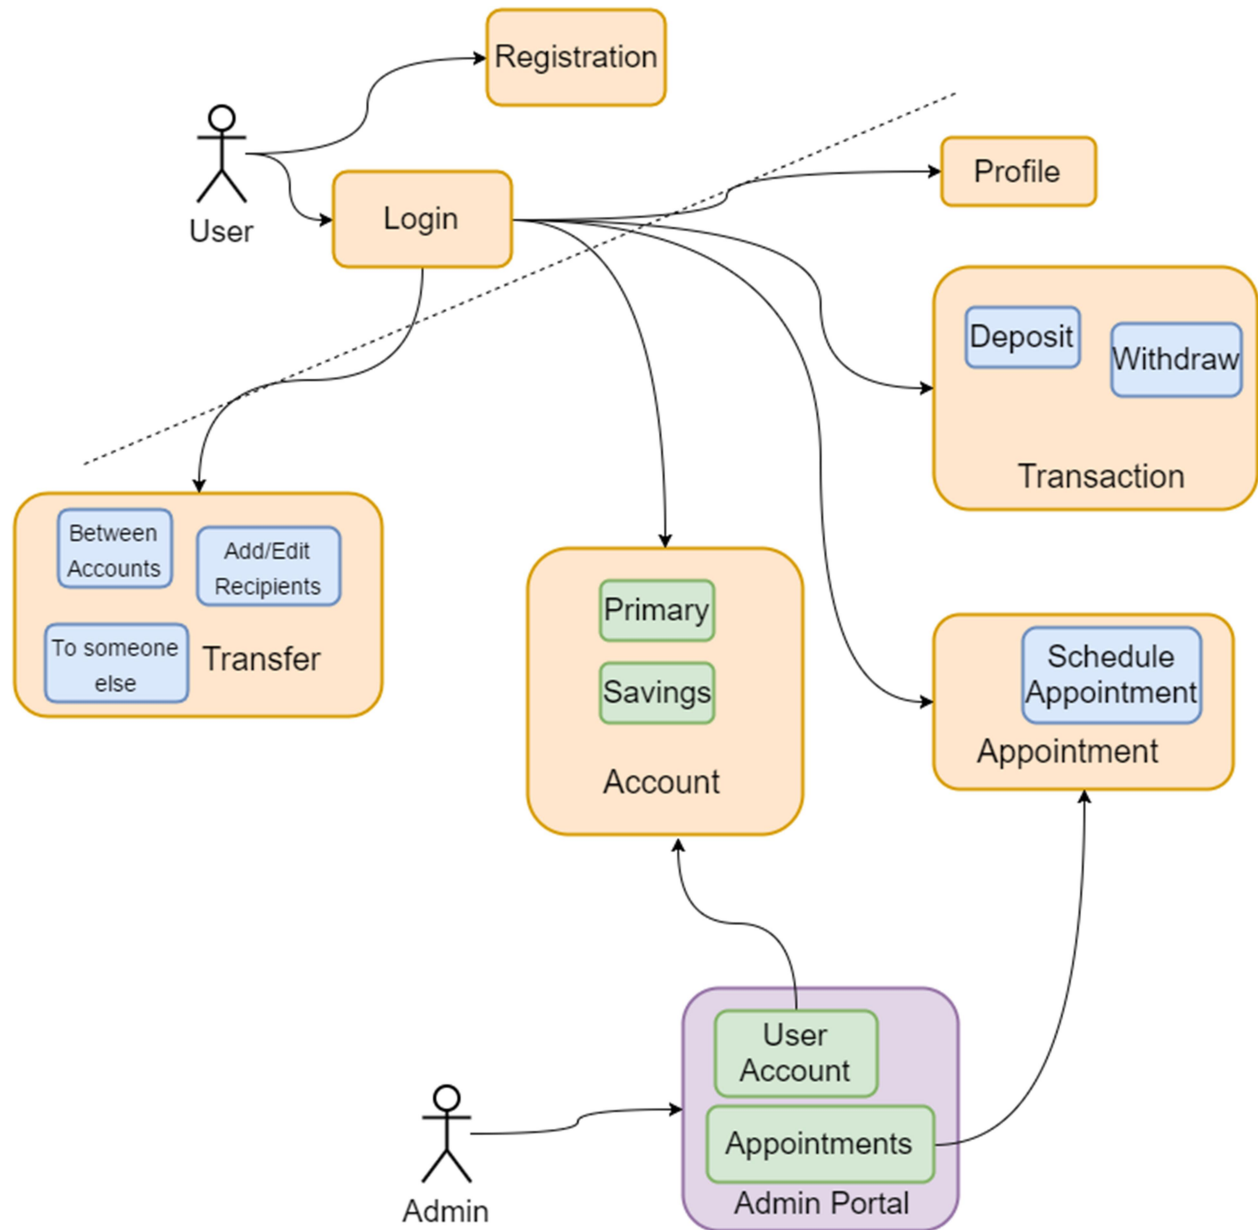 Registration
Profile
User
Login
Deposit
Withdraw
Transaction
Between
Accounts
Add/Edit
Recipients
To someone
else
Transfer
Primary
Savings
Account
Schedule
Appointment
Appointment
User
Account
Appointments
Admin Portal
Admin